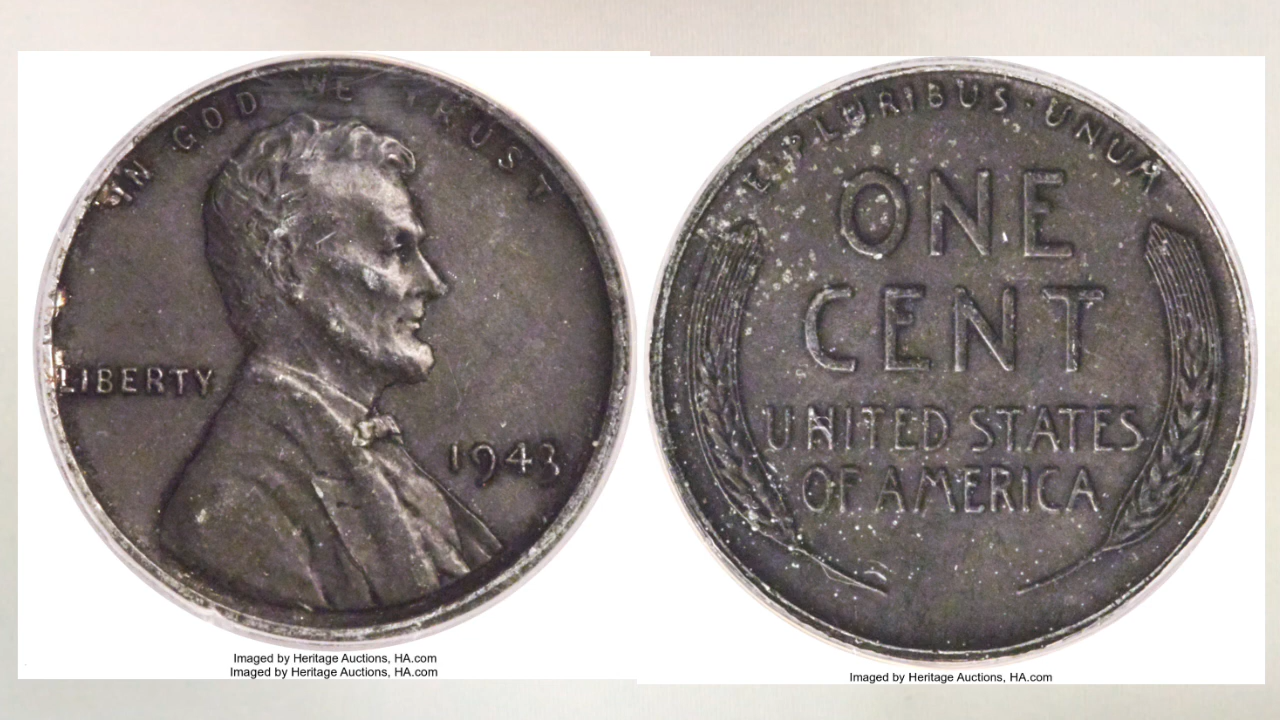 IN GOD WE TRUST
LIBERTY
1943
Imaged by Heritage Auctions, HA.com
Imaged by Heritage Auctions, HA.com
E·PLURIBUS·UNUM
ONE
CENT
UNITED STATES
OF AMERICA
Imaged by Heritage Auctions, HA.com